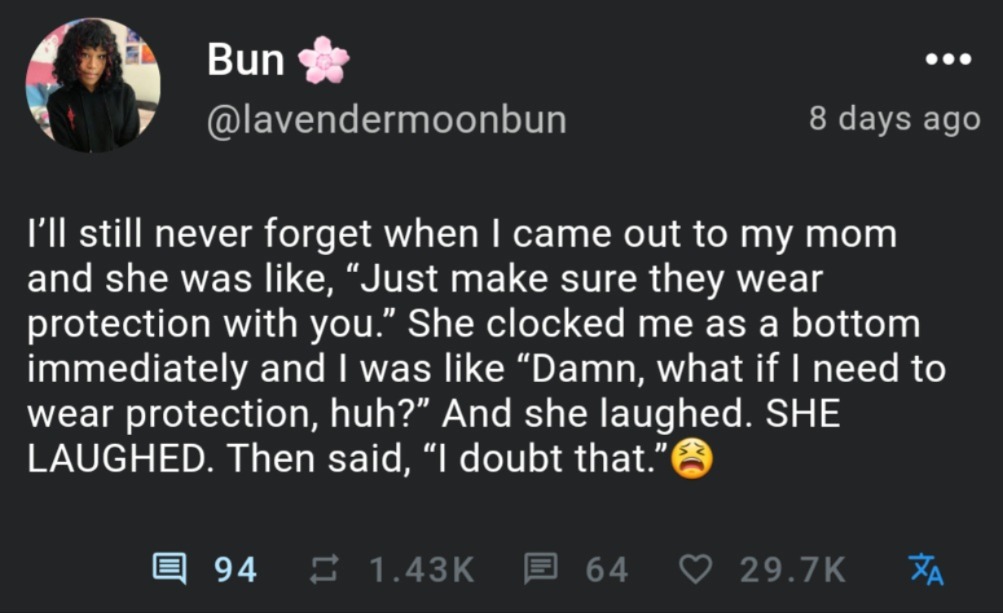 Bun 🌸
@lavendermoonbun
8 days ago
I’ll still never forget when I came out to my mom
and she was like, “Just make sure they wear
protection with you.” She clocked me as a bottom
immediately and I was like “Damn, what if I need to
wear protection, huh?” And she laughed. SHE
LAUGHED. Then said, “I doubt that.”😫
94 1.43K 64 29.7K